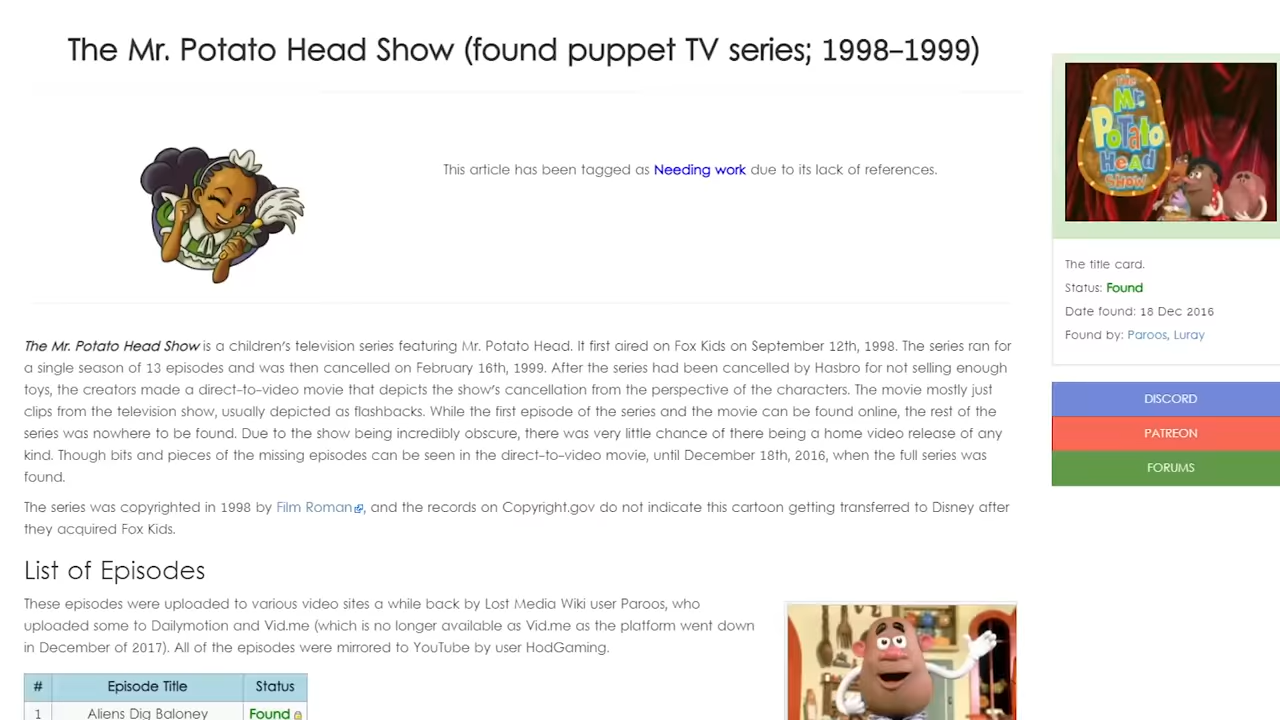 The Mr. Potato Head Show (found puppet TV series; 1998–1999)
This article has been tagged as Needing work due to its lack of references.
The Mr. Potato Head Show
The title card.
Status: Found
Date found: 18 Dec 2016
Found by: Paroos, Luray
DISCORD
PATREON
FORUMS
The Mr. Potato Head Show is a children's television series featuring Mr. Potato Head. It first aired on Fox Kids on September 12th, 1998. The series ran for
a single season of 13 episodes and was then cancelled on February 16th, 1999. After the series had been cancelled by Hasbro for not selling enough
toys, the creators made a direct-to-video movie that depicts the show's cancellation from the perspective of the characters. The movie mostly just
clips from the television show, usually depicted as flashbacks. While the first episode of the series and the movie can be found online, the rest of the
series was nowhere to be found. Due to the show being incredibly obscure, there was very little chance of there being a home video release of any
kind. Though bits and pieces of the missing episodes can be seen in the direct-to-video movie, until December 18th, 2016, when the full series was
found.
The series was copyrighted in 1998 by Film Roman, and the records on Copyright.gov do not indicate this cartoon getting transferred to Disney after
they acquired Fox Kids.
List of Episodes
These episodes were uploaded to various video sites a while back by Lost Media Wiki user Paroos, who
uploaded some to Dailymotion and Vid.me (which is no longer available as Vid.me as the platform went down
in December of 2017). All of the episodes were mirrored to YouTube by user HodGaming.
# Episode Title Status
1 Aliens Dig Baloney Found